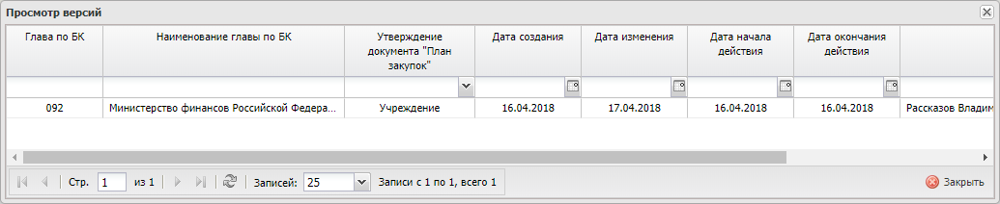 Просмотр версий
Глава по БК
Наименование главы по БК
Утверждение
документа "План
закупок"
Дата создания
Дата изменения
Дата начала
действия
Дата окончания
действия
092
Министерство финансов Российской Федера...
Учреждение
16.04.2018
17.04.2018
16.04.2018
16.04.2018
Рассказов Владим
Стр. 1 из 1
Записей: 25
Записи с 1 по 1, всего 1
Закрыть